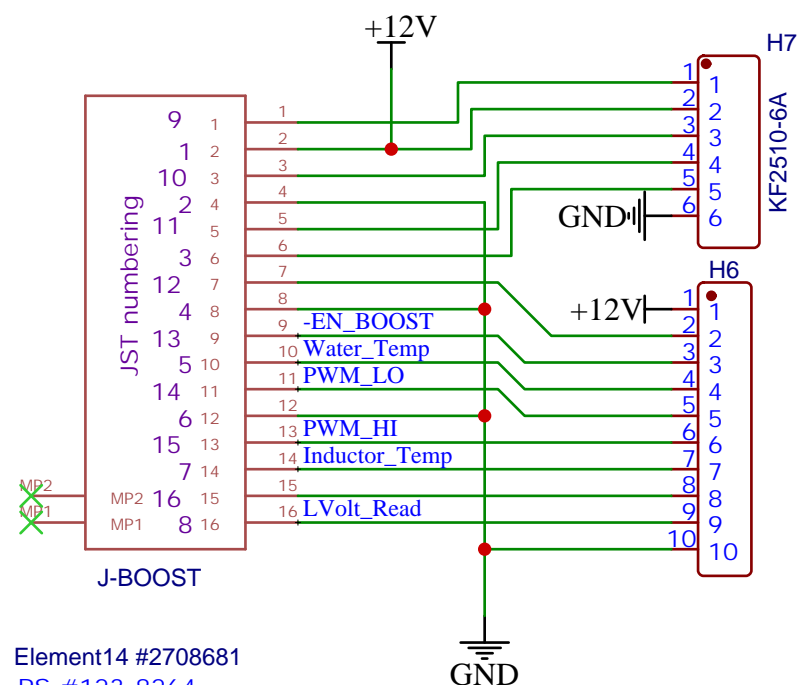 +12V
H7
KF2510-6A
1 1
2 2
3 3
4 4
5 5
6 6
GND
J-BOOST
JST numbering
9 1 1
1 2 2
10 3 3
2 4 4
11 5 5
3 6 6
12 7 7
4 8 8
13 9 9 -EN_BOOST
5 10 10 Water_Temp
14 11 11 PWM_LO
6 12 12
15 13 13 PWM_HI
7 14 14 Inductor_Temp
MP2 MP2 16 15 15
MP1 MP1 8 16 16 LVolt_Read
H6
+12V
1 1
2 2
3 3
4 4
5 5
6 6
7 7
8 8
9 9
10 10
GND
Element14 #2708681
RS #123-8264